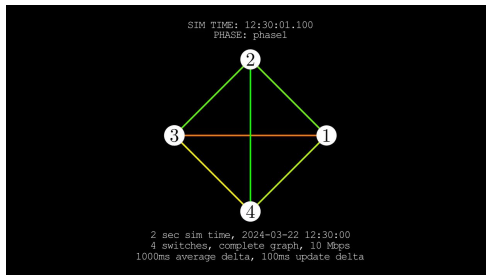 SIM TIME: 12:30:01.100
PHASE: phase1
2
3
1
4
2 sec sim time, 2024-03-22 12:30:00
4 switches, complete graph, 10 Mbps
1000ms average delta, 100ms update delta